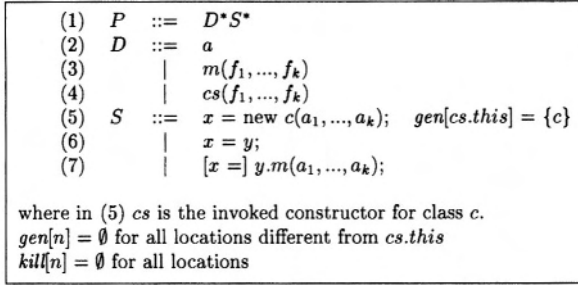 (1) P ::= D*S*
(2) D ::= a
(3) | m(f₁,...,fₖ)
(4) | cs(f₁,...,fₖ)
(5) S ::= x = new c(a₁,...,aₖ); gen[cs.this] = {c}
(6) | x = y;
(7) | [x =] y.m(a₁,...,aₖ);
where in (5) cs is the invoked constructor for class c.
gen[n] = ∅ for all locations different from cs.this
kill[n] = ∅ for all locations